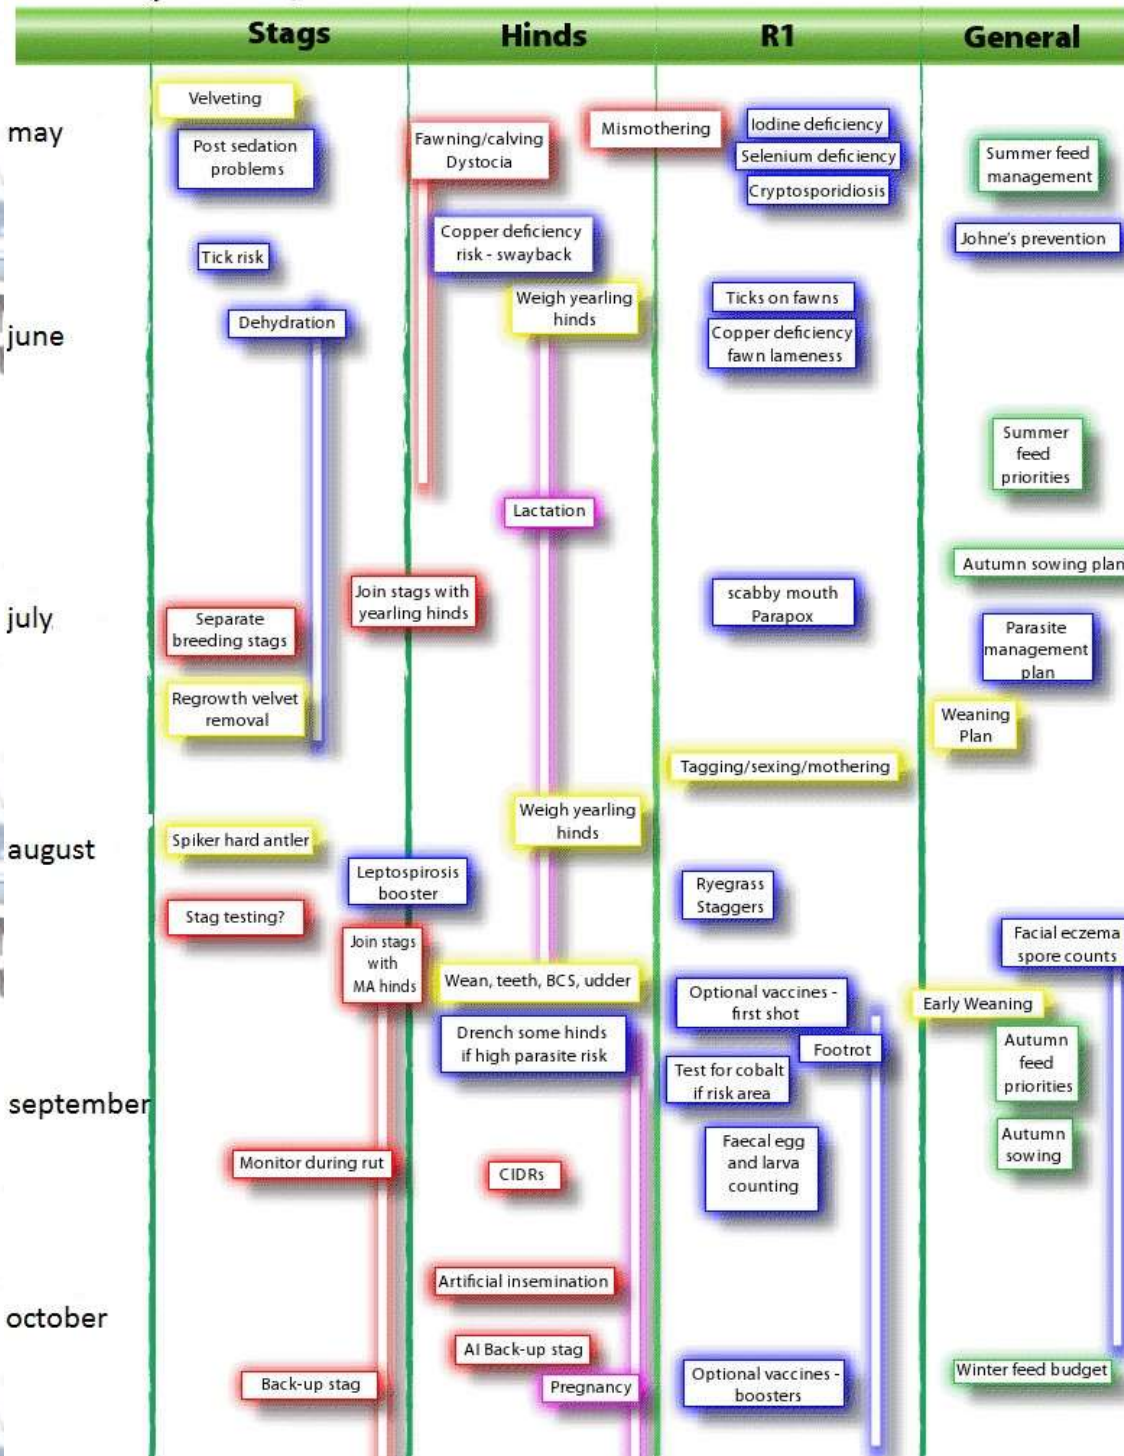 Stags
Hinds
R1
General
may
Velveting
Post sedation
problems
Fawning/calving
Dystocia
Mismothering
Iodine deficiency
Selenium deficiency
Cryptosporidiosis
Summer feed
management
Tick risk
Copper deficiency
risk - swayback
Johne's prevention
june
Dehydration
Weigh yearling
hinds
Ticks on fawns
Copper deficiency
fawn lameness
Summer
feed
priorities
Lactation
Autumn sowing plan
july
Separate
breeding stags
Join stags with
yearling hinds
scabby mouth
Parapox
Parasite
management
plan
Regrowth velvet
removal
Weaning
Plan
Tagging/sexing/mothering
august
Spiker hard antler
Weigh yearling
hinds
Leptospirosis
booster
Ryegrass
Staggers
Stag testing?
Join stags
with
MA hinds
Facial eczema
spore counts
Wean, teeth, BCS, udder
Optional vaccines -
first shot
Early Weaning
Drench some hinds
if high parasite risk
Footrot
Autumn
feed
priorities
Test for cobalt
if risk area
september
Monitor during rut
CIDRs
Faecal egg
and larva
counting
Autumn
sowing
Artificial insemination
october
AI Back-up stag
Back-up stag
Pregnancy
Optional vaccines -
boosters
Winter feed budget